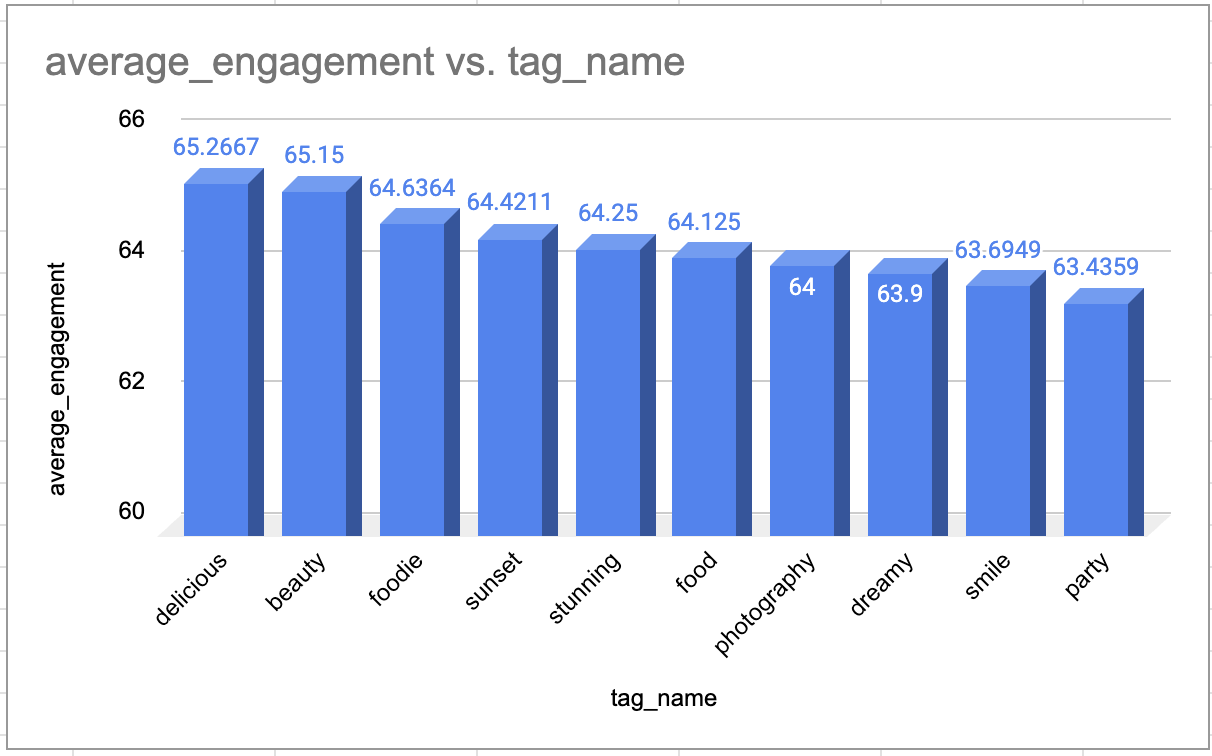 average_engagement vs. tag_name
66
64
62
60
average_engagement
65.2667
65.15
64.6364
64.4211
64.25
64.125
64
63.9
63.6949
63.4359
delicious
beauty
foodie
sunset
stunning
food
photography
dreamy
smile
party
tag_name